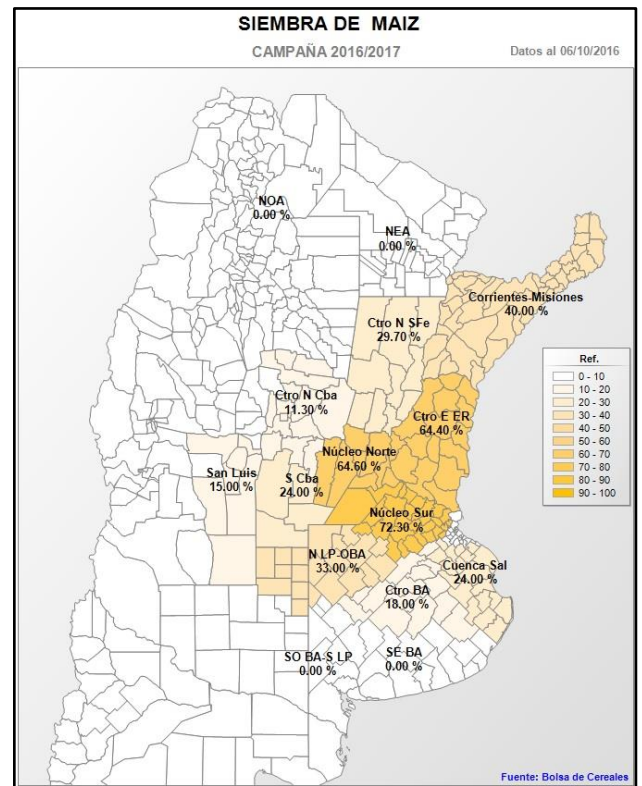 SIEMBRA DE MAIZ
CAMPAÑA 2016/2017
Datos al 06/10/2016
NOA
0.00 %
NEA
0.00 %
Corrientes-Misiones
40.00 %
Ctro N SFe
29.70 %
Ctro N Cba
11.30 %
Ctro E ER
64.40 %
Núcleo Norte
64.60 %
San Luis
15.00 %
S Cba
24.00 %
Núcleo Sur
72.30 %
N LP-OBA
33.00 %
Cuenca Sal
24.00 %
Ctro BA
18.00 %
SO BA-S LP
0.00 %
SE BA
0.00 %
Ref.
0 - 10
10 - 20
20 - 30
30 - 40
40 - 50
50 - 60
60 - 70
70 - 80
80 - 90
90 - 100
Fuente: Bolsa de Cereales